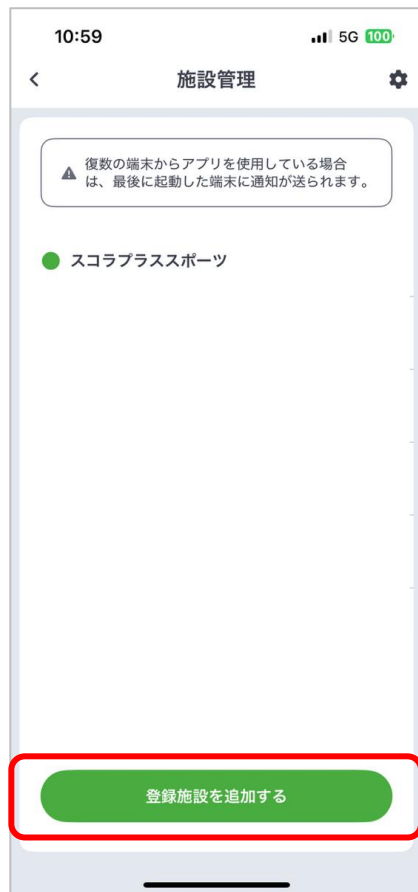 10:59
5G 100
施設管理
復数の端末からアプリを使用している場合
は、最後に起動した端末に通知が送られます。
スコラプラススポーツ
登録施設を追加する